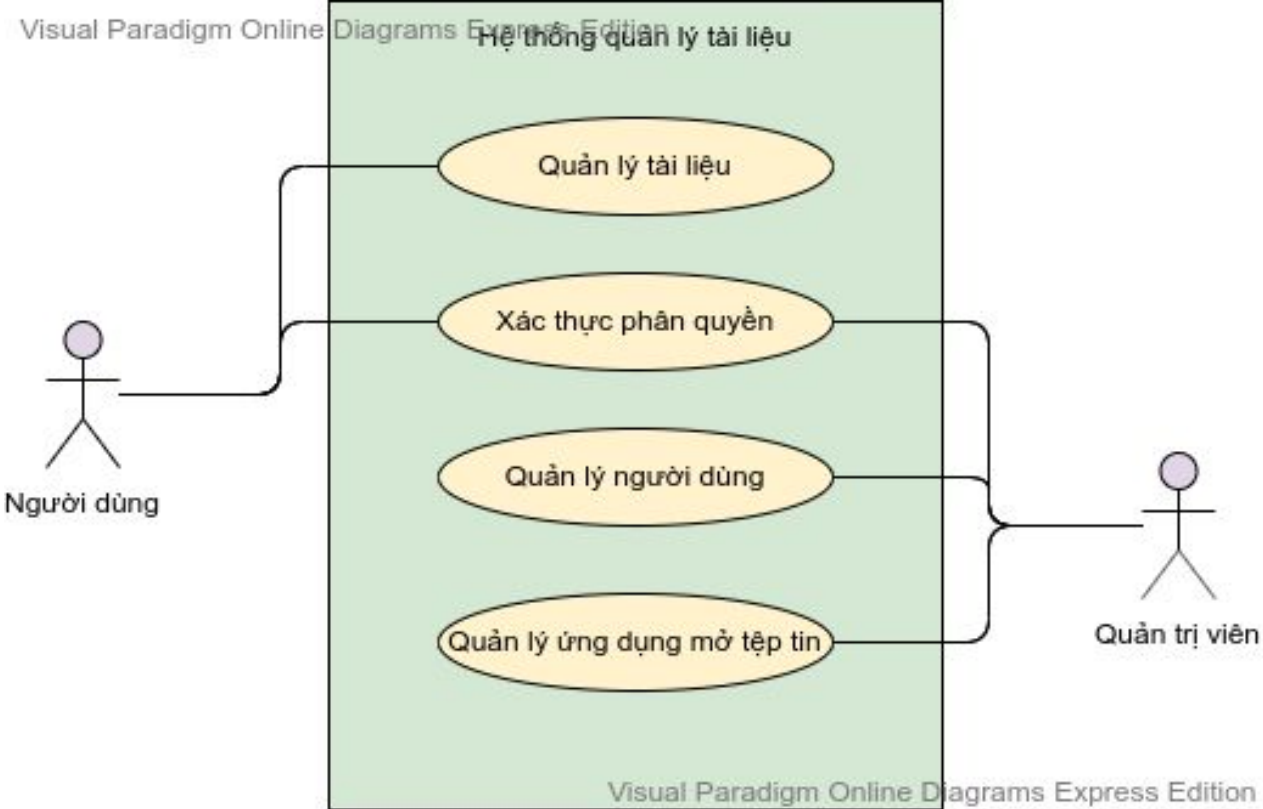 Visual Paradigm Online Diagrams Express Edition
Hệ thống quản lý tài liệu
Quản lý tài liệu
Xác thực phân quyền
Người dùng
Quản lý người dùng
Quản lý ứng dụng mở tệp tin
Quản trị viên
Visual Paradigm Online Diagrams Express Edition